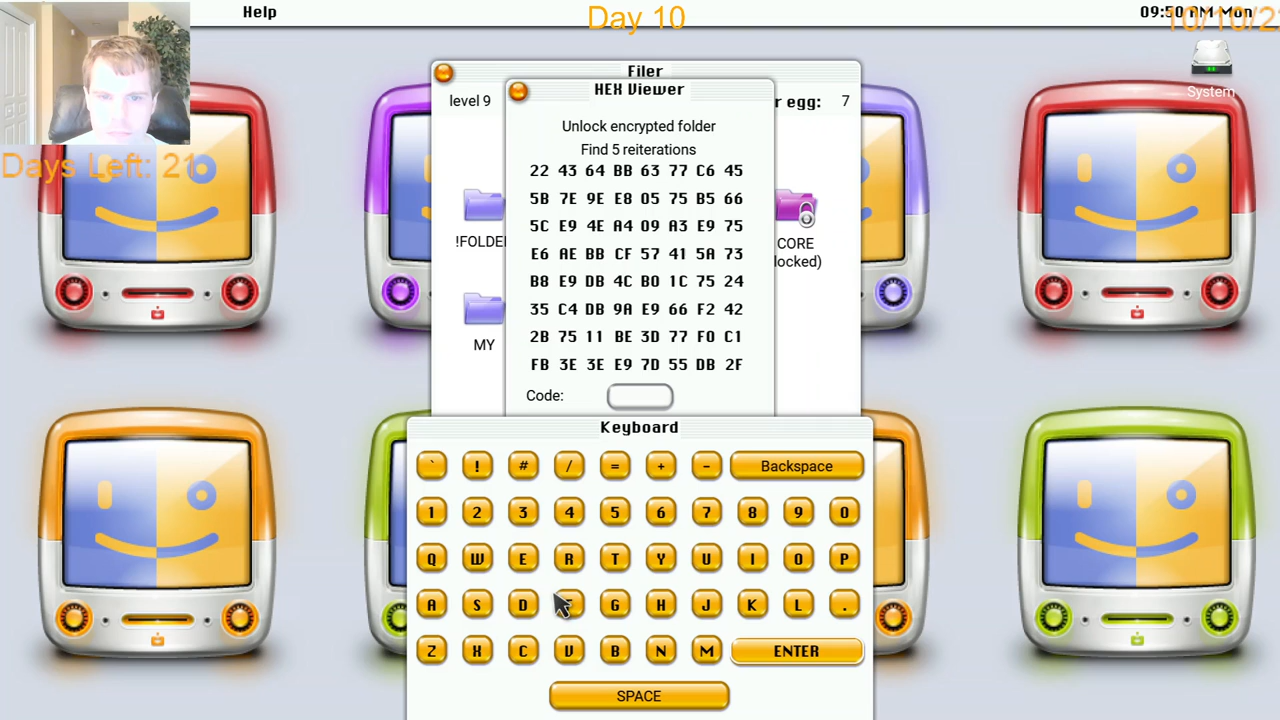 Help
Day 10
09:50 AM Mon
Days Left: 21
System
Filer
level 9
r egg: 7
!FOLDE
MY
CORE
locked)
HEX Viewer
Unlock encrypted folder
Find 5 reiterations
22 43 64 BB 63 77 C6 45
5B 7E 9E E8 05 75 B5 66
5C E9 4E A4 09 A3 E9 75
E6 AE BB CF 57 41 5A 73
B8 E9 DB 4C B0 1C 75 24
35 C4 DB 9A E9 66 F2 42
2B 75 11 BE 3D 77 F0 C1
FB 3E 3E E9 7D 55 DB 2F
Code:
Keyboard
` ! # / = + - Backspace
1 2 3 4 5 6 7 8 9 0
Q W E R T Y U I O P
A S D G H J K L .
Z X C V B N M ENTER
SPACE